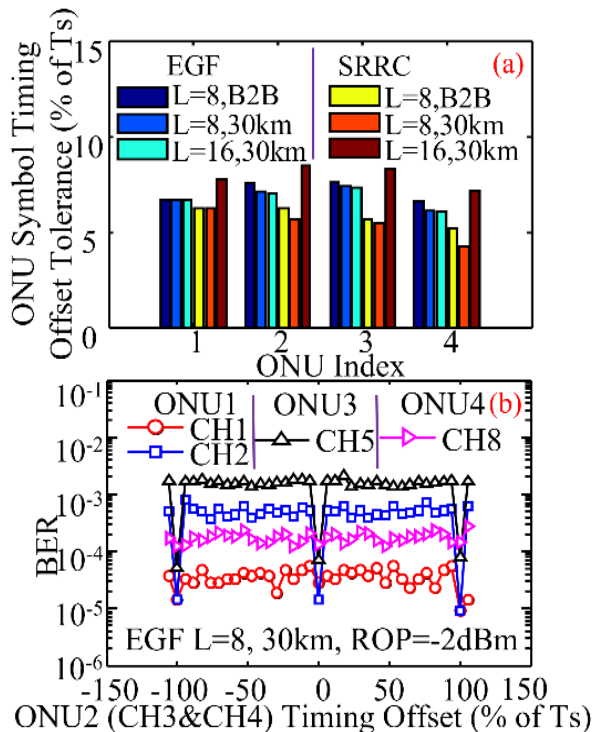 ONU Symbol Timing
Offset Tolerance (% of Ts)
15
10
5
0
EGF SRRC (a)
L=8,B2B L=8,B2B
L=8,30km L=8,30km
L=16,30km L=16,30km
1 2 3 4
ONU Index
BER
10-1
10-2
10-3
10-4
10-5
10-6
ONU1 ONU3 ONU4 (b)
CH1 CH5 CH8
CH2
EGF L=8, 30km, ROP=-2dBm
-150 -100 -50 0 50 100 150
ONU2 (CH3&CH4) Timing Offset (% of Ts)